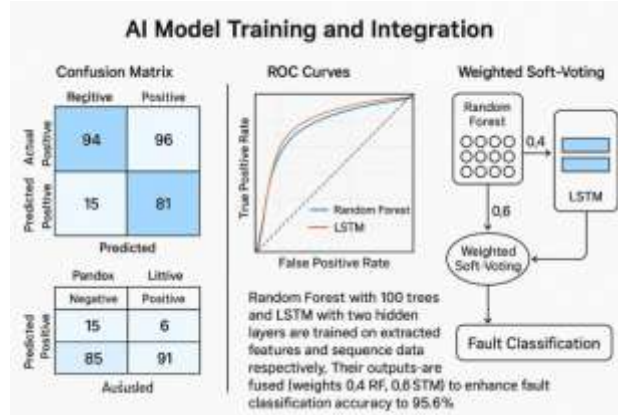 AI Model Training and Integration
Confusion Matrix
Regitive Positive
Actual Positive
94 96
Predicted Positive
15 81
Predicted
Pandox Littive
Negative Positive
Predicted Positive
15 6
85 91
Aɗusled
ROC Curves
True Positive Rate
Random Forest
LSTM
False Positive Rate
Random Forest with 100 trees
and LSTM with two hidden
layers are trained on extracted
features and sequence data
respectively, Their outputs-are
fused (weights 0,4 RF, 0,6 STM) to enhance fault
classification accuracy to 95.6%
Weighted Soft-Voting
Random
Forest
0,4
LSTM
0,6
Weighted
Soft-Voting
Fault Classification